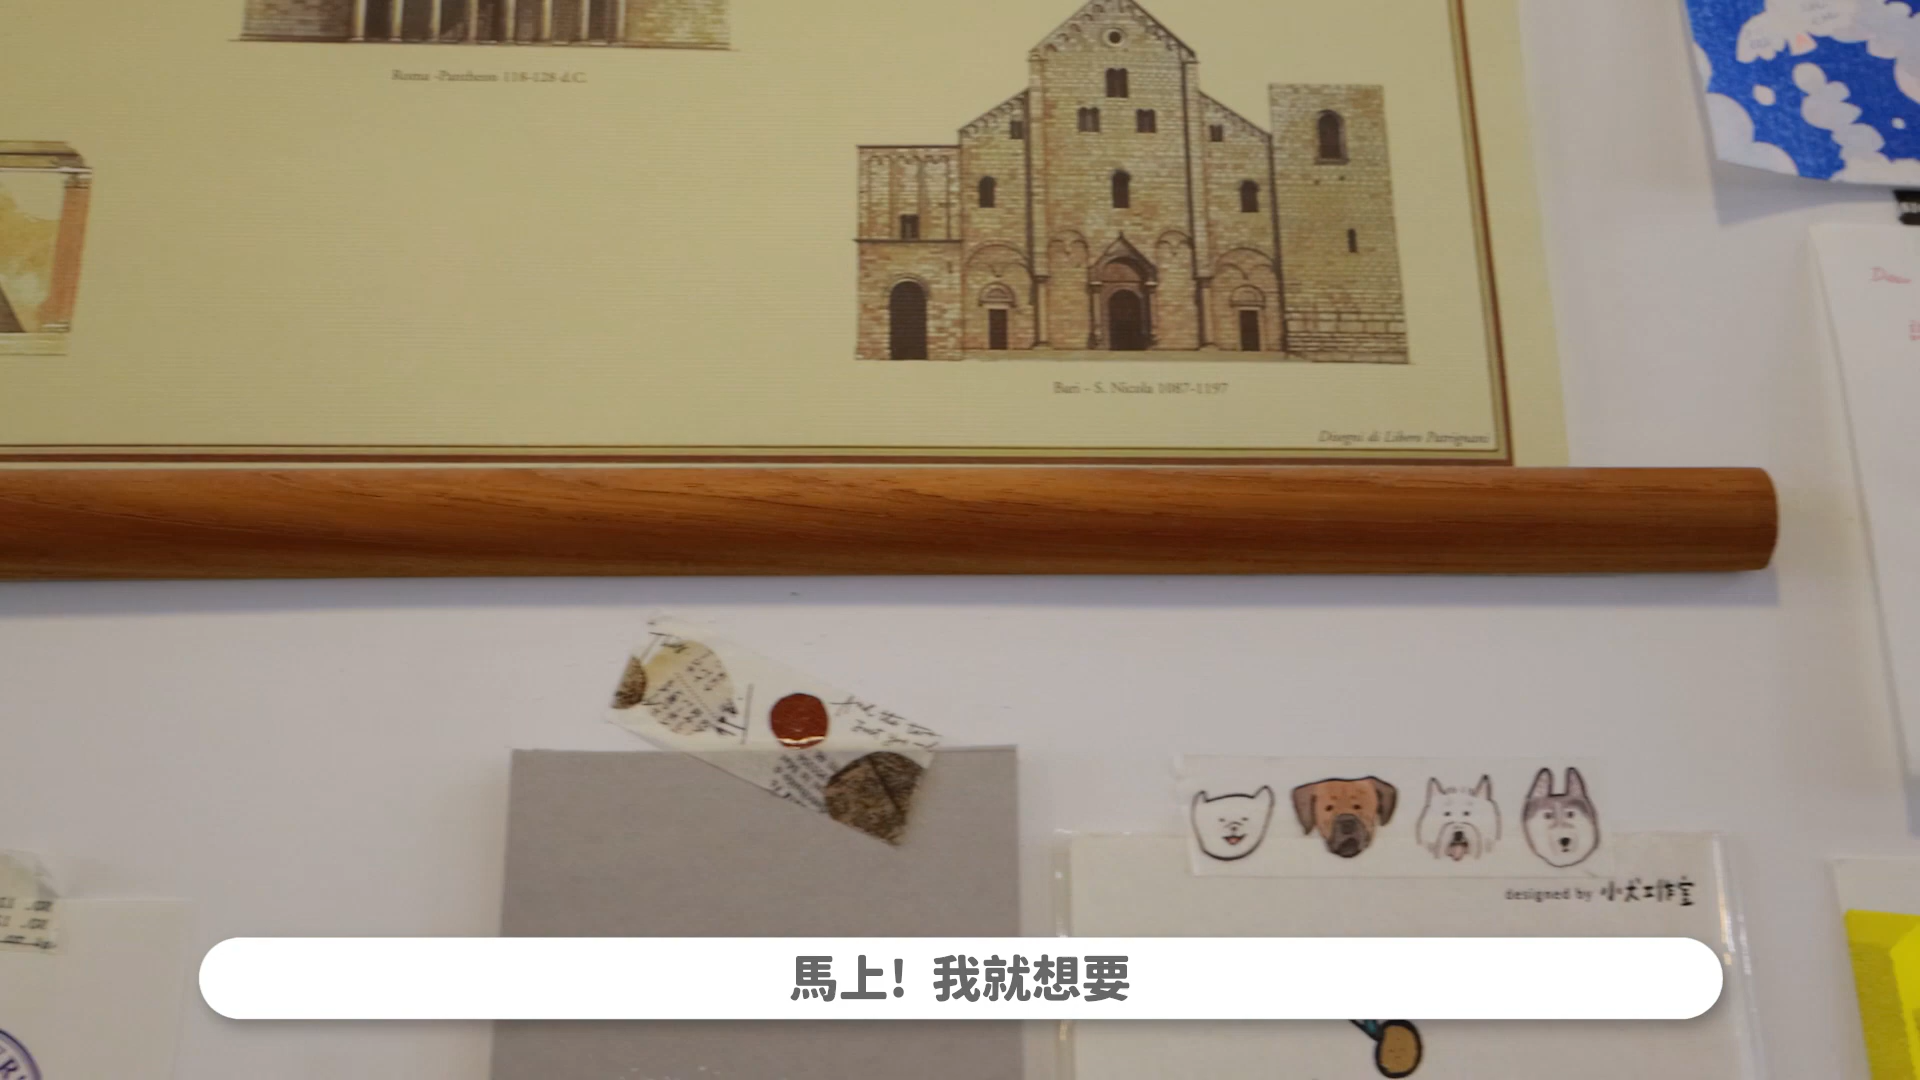 Roma -Pantheon 118-128 d.C.
Bari - S. Nicola 1087-1197
Disegni di Libero Patrignani
designed by 小犬工作室
馬上！我就想要